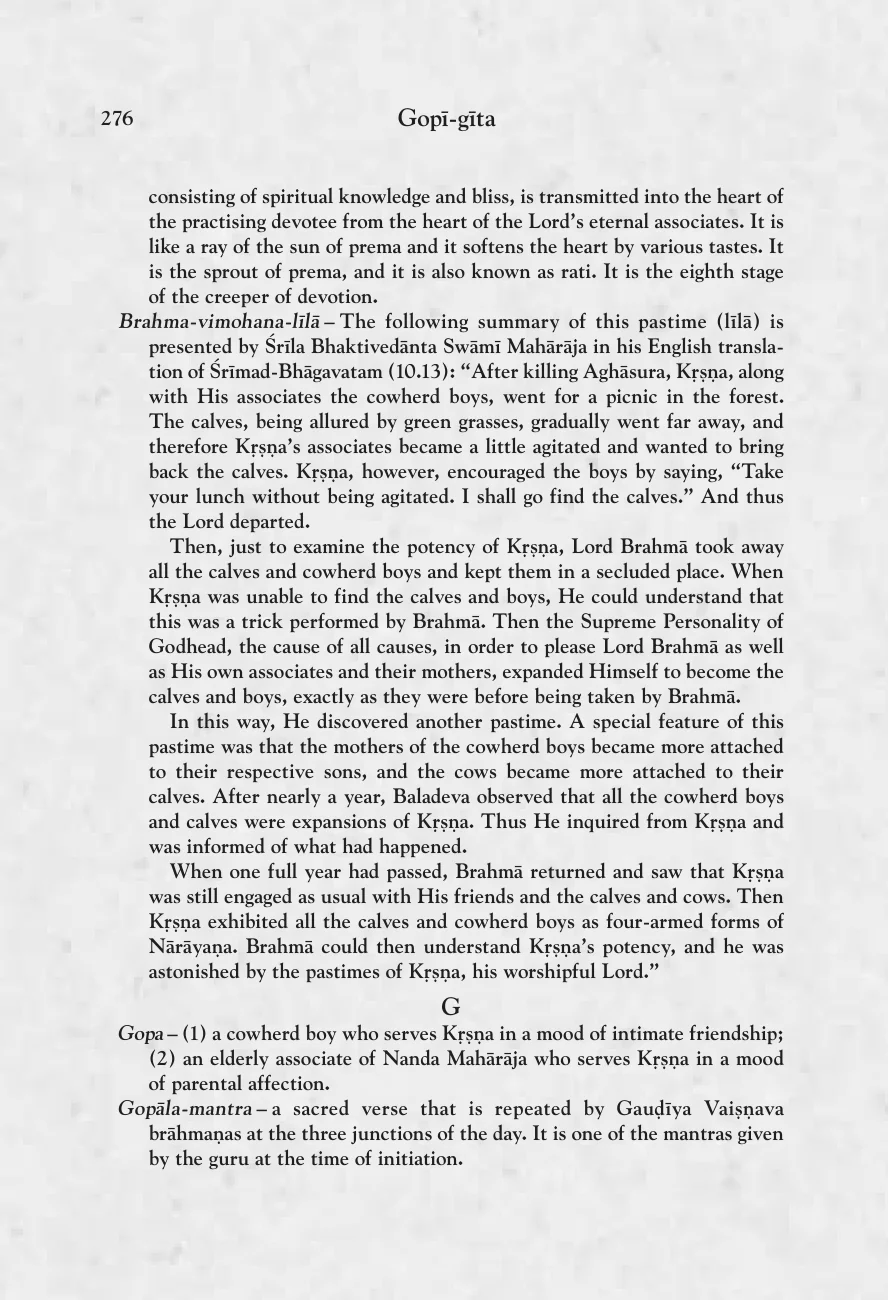 276
Gopī-gīta
consisting of spiritual knowledge and bliss, is transmitted into the heart of
the practising devotee from the heart of the Lord’s eternal associates. It is
like a ray of the sun of prema and it softens the heart by various tastes. It
is the sprout of prema, and it is also known as rati. It is the eighth stage
of the creeper of devotion.
Brahma-vimohana-līlā – The following summary of this pastime (līlā) is
presented by Śrīla Bhaktivedānta Swāmī Mahārāja in his English transla-
tion of Śrīmad-Bhāgavatam (10.13): “After killing Aghāsura, Kṛṣṇa, along
with His associates the cowherd boys, went for a picnic in the forest.
The calves, being allured by green grasses, gradually went far away, and
therefore Kṛṣṇa’s associates became a little agitated and wanted to bring
back the calves. Kṛṣṇa, however, encouraged the boys by saying, “Take
your lunch without being agitated. I shall go find the calves.” And thus
the Lord departed.
Then, just to examine the potency of Kṛṣṇa, Lord Brahmā took away
all the calves and cowherd boys and kept them in a secluded place. When
Kṛṣṇa was unable to find the calves and boys, He could understand that
this was a trick performed by Brahmā. Then the Supreme Personality of
Godhead, the cause of all causes, in order to please Lord Brahmā as well
as His own associates and their mothers, expanded Himself to become the
calves and boys, exactly as they were before being taken by Brahmā.
In this way, He discovered another pastime. A special feature of this
pastime was that the mothers of the cowherd boys became more attached
to their respective sons, and the cows became more attached to their
calves. After nearly a year, Baladeva observed that all the cowherd boys
and calves were expansions of Kṛṣṇa. Thus He inquired from Kṛṣṇa and
was informed of what had happened.
When one full year had passed, Brahmā returned and saw that Kṛṣṇa
was still engaged as usual with His friends and the calves and cows. Then
Kṛṣṇa exhibited all the calves and cowherd boys as four-armed forms of
Nārāyaṇa. Brahmā could then understand Kṛṣṇa’s potency, and he was
astonished by the pastimes of Kṛṣṇa, his worshipful Lord.”
G
Gopa – (1) a cowherd boy who serves Kṛṣṇa in a mood of intimate friendship;
(2) an elderly associate of Nanda Mahārāja who serves Kṛṣṇa in a mood
of parental affection.
Gopāla-mantra – a sacred verse that is repeated by Gauḍīya Vaiṣṇava
brāhmaṇas at the three junctions of the day. It is one of the mantras given
by the guru at the time of initiation.